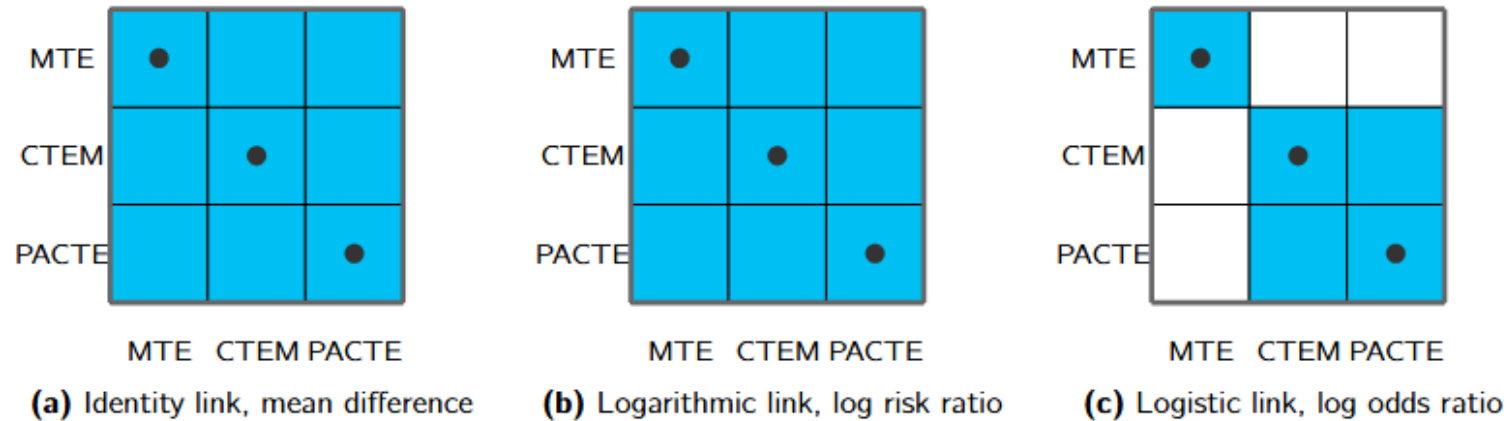 MTE
CTEM
PACTE
MTE CTEM PACTE
(a) Identity link, mean difference
MTE
CTEM
PACTE
MTE CTEM PACTE
(b) Logarithmic link, log risk ratio
MTE
CTEM
PACTE
MTE CTEM PACTE
(c) Logistic link, log odds ratio